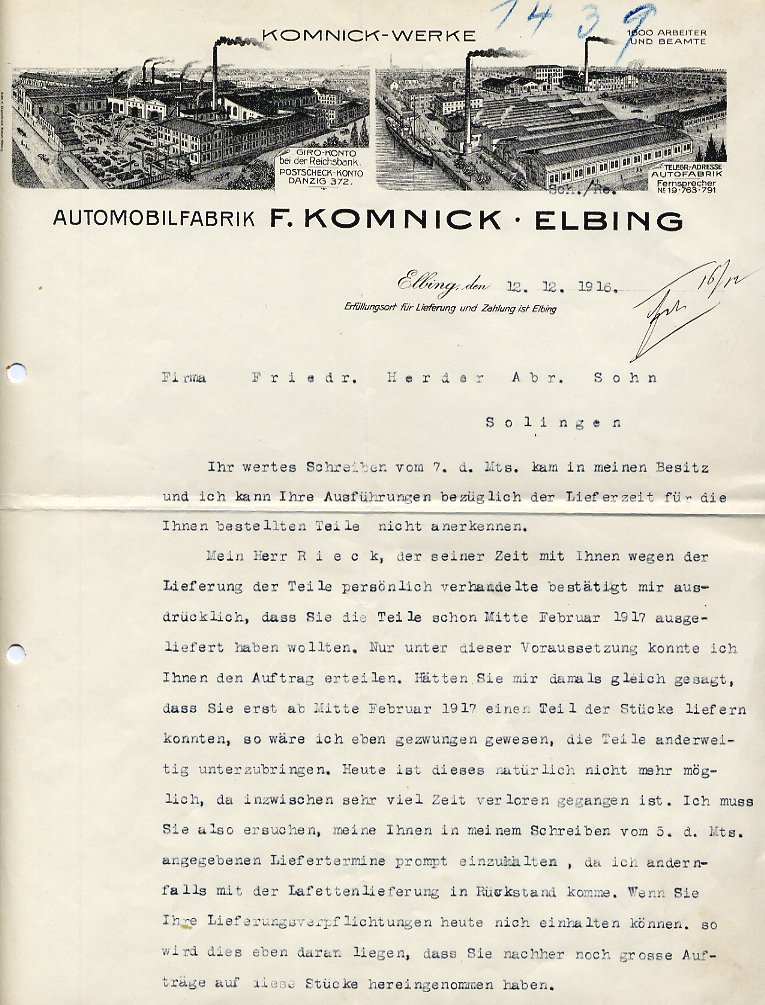 1439
KOMNICK-WERKE
1600 ARBEITER
UND BEAMTE
GIRO-KONTO
bei der Reichsbank.
POSTSCHECK-KONTO
DANZIG 372.
TELEGR.-ADRESSE
AUTOFABRIK
Fernsprecher
No 19·763·791
Sch./Re.
AUTOMOBILFABRIK F. KOMNICK · ELBING
Elbing, den 12. 12. 1916.
16/12
Erfüllungsort für Lieferung und Zahlung ist Elbing
Firma Friedr. Herder Abr. Sohn
Solingen
Ihr wertes Schreiben vom 7. d. Mts. kam in meinen Besitz
und ich kann Ihre Ausführungen bezüglich der Lieferzeit für die
Ihnen bestellten Teile nicht anerkennen.
Mein Herr Rieck, der seiner Zeit mit Ihnen wegen der
Lieferung der Teile persönlich verhandelte bestätigt mir aus-
drücklich, dass Sie die Teile schon Mitte Februar 1917 ausge-
liefert haben wollten. Nur unter dieser Voraussetzung konnte ich
Ihnen den Auftrag erteilen. Hätten Sie mir damals gleich gesagt,
dass Sie erst ab Mitte Februar 1917 einen Teil der Stücke liefern
konnten, so wäre ich eben gezwungen gewesen, die Teile anderwei-
tig unterzubringen. Heute ist dieses natürlich nicht mehr mög-
lich, da inzwischen sehr viel Zeit verloren gegangen ist. Ich muss
Sie also ersuchen, meine Ihnen in meinem Schreiben vom 5. d. Mts.
angegebenen Liefertermine prompt einzuhalten , da ich andern-
falls mit der Lafettenlieferung in Rückstand komme. Wenn Sie
Ihre Lieferungsverpflichtungen heute nich einhalten können. so
wird dies eben daran liegen, dass Sie nachher noch grosse Auf-
träge auf diese Stücke hereingenommen haben.